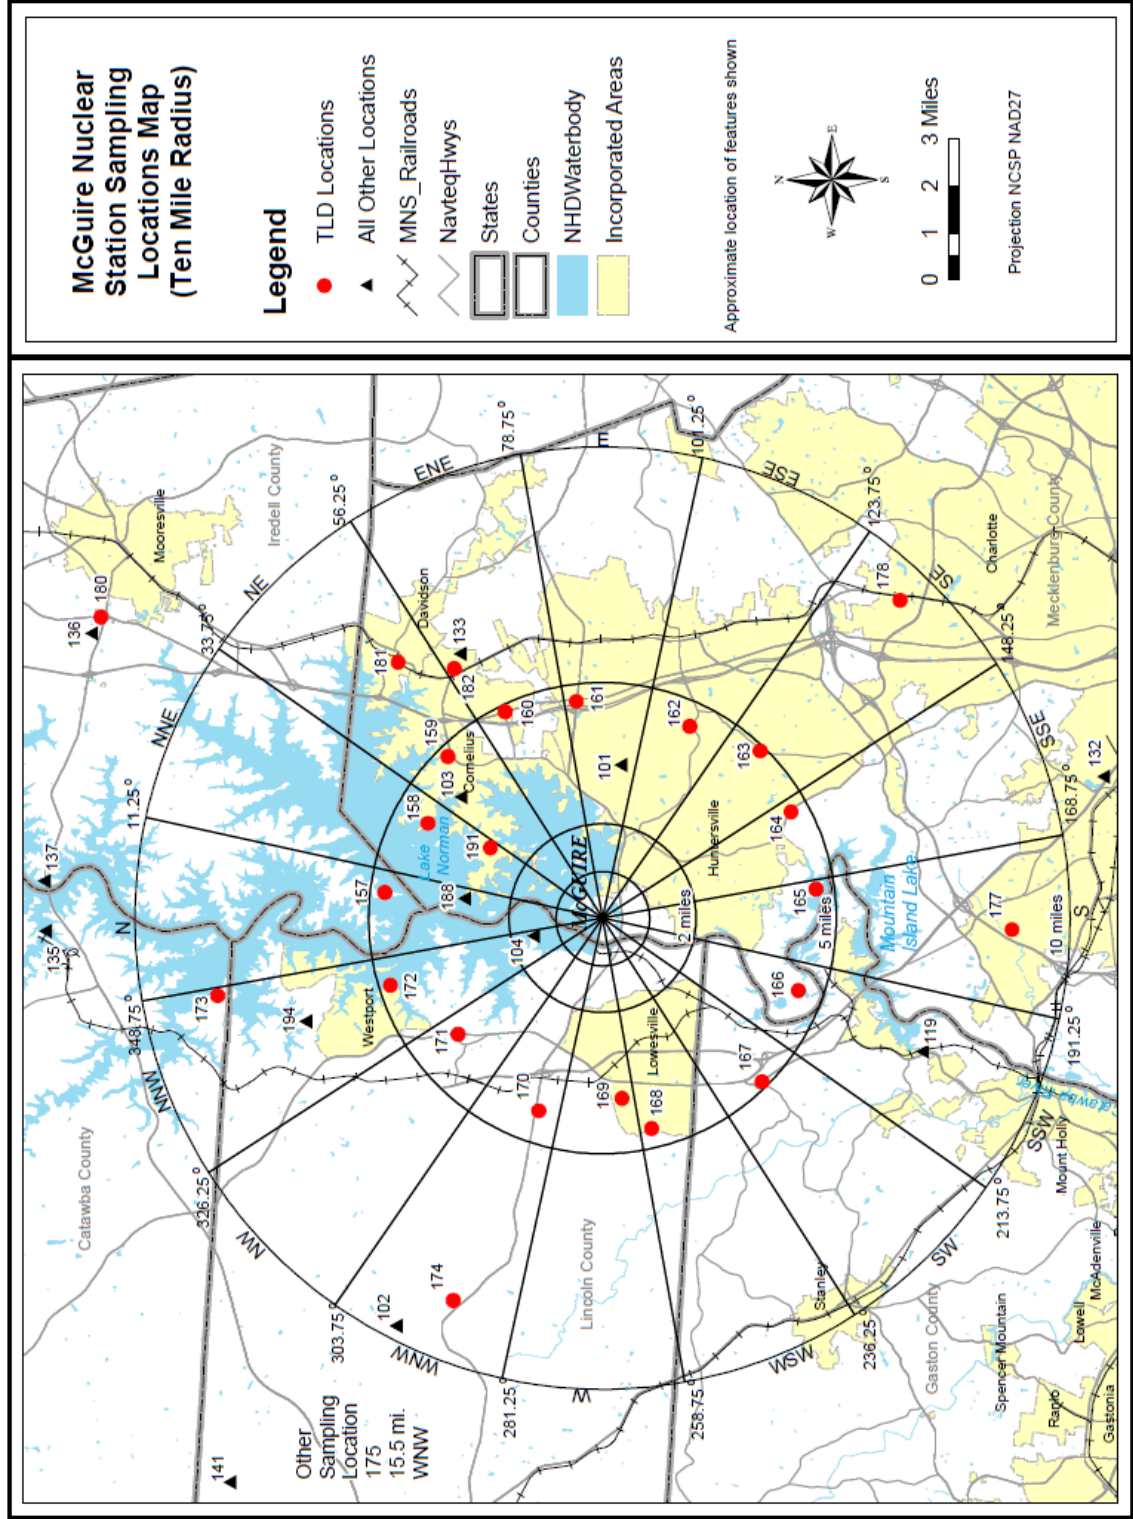 McGuire Nuclear
Station Sampling
Locations Map
(Ten Mile Radius)
Legend
TLD Locations
All Other Locations
MNS_Railroads
NavteqHwys
States
Counties
NHDWaterbody
Incorporated Areas
Approximate location of features shown
N
E
S
W
0 1 2 3 Miles
Projection NCSP NAD27
Other
Sampling
Location
175
15.5 mi.
WNW
141
102
174
Catawba County
Lincoln County
Gaston County
Iredell County
Mecklenburg County
N
NNE
NE
ENE
E
ESE
SE
SSE
S
SSW
SW
WSW
W
WNW
NW
NNW
11.25°
33.75°
56.25°
78.75°
101.25°
123.75°
148.25°
168.75°
191.25°
213.75°
236.25°
258.75°
281.25
303.75°
326.25°
348.75°
135
137
136
180
173
194
172
171
170
169
168
167
166
165
164
163
162
161
160
159
158
157
188
191
103
104
101
181
182
133
178
177
119
132
Mooresville
Davidson
Cornelius
Huntersville
Charlotte
Westport
Lowesville
Stanley
Mount Holly
McAdenville
Lowell
Spencer Mountain
Ranlo
Gastonia
Lake
Norman
Mountain
Island Lake
Catawba River
McGUIRE
2 miles
5 miles
10 miles